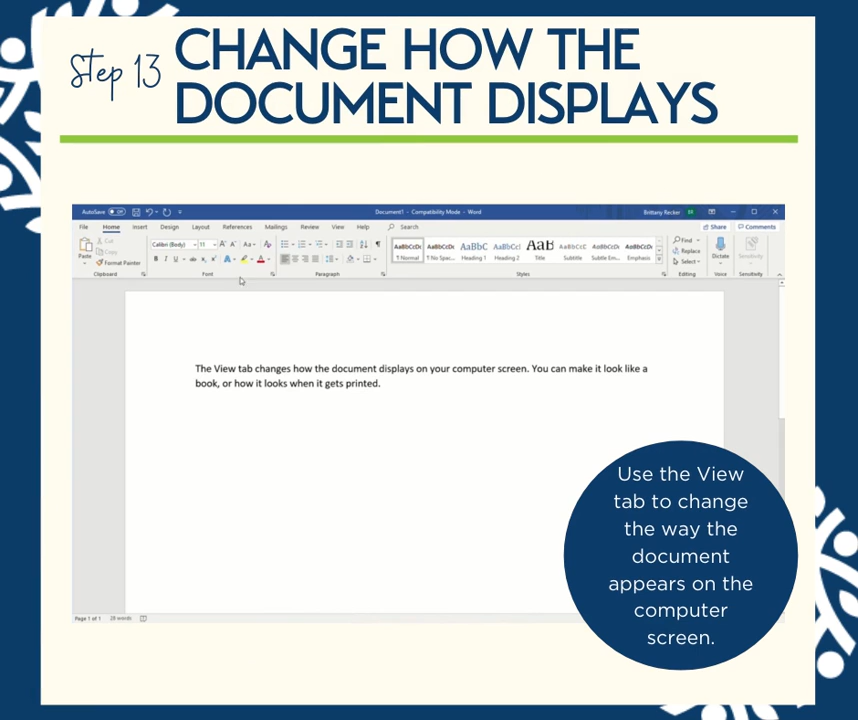 Step 13
CHANGE HOW THE
DOCUMENT DISPLAYS
AutoSave Off
Document1 - Compatibility Mode - Word
Brittany Recker
File Home Insert Design Layout References Mailings Review View Help Search
Share Comments
Paste
Cut
Copy
Format Painter
Clipboard
Calibri (Body) 11
Font
Paragraph
AaBbCcDc AaBbCcDc AaBbC AaBbCcI AaB AaBbCcC AaBbCcDc AaBbCcDc
¶ Normal ¶ No Spac... Heading 1 Heading 2 Title Subtitle Subtle Em... Emphasis
Styles
Find
Replace
Select
Editing
Dictate
Voice
Sensitivity
Sensitivity
The View tab changes how the document displays on your computer screen. You can make it look like a
book, or how it looks when it gets printed.
Page 1 of 1 28 words
Use the View
tab to change
the way the
document
appears on the
computer
screen.